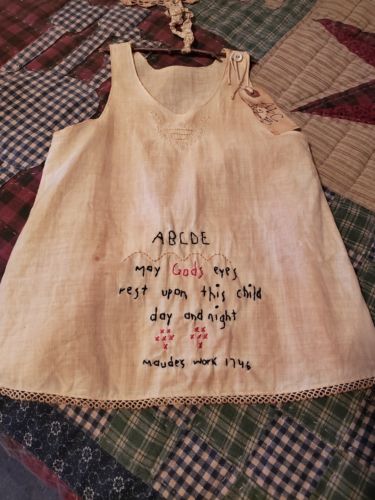 ABCDE
may Gods eyes
rest upon this child
day and night
maudes work 1746